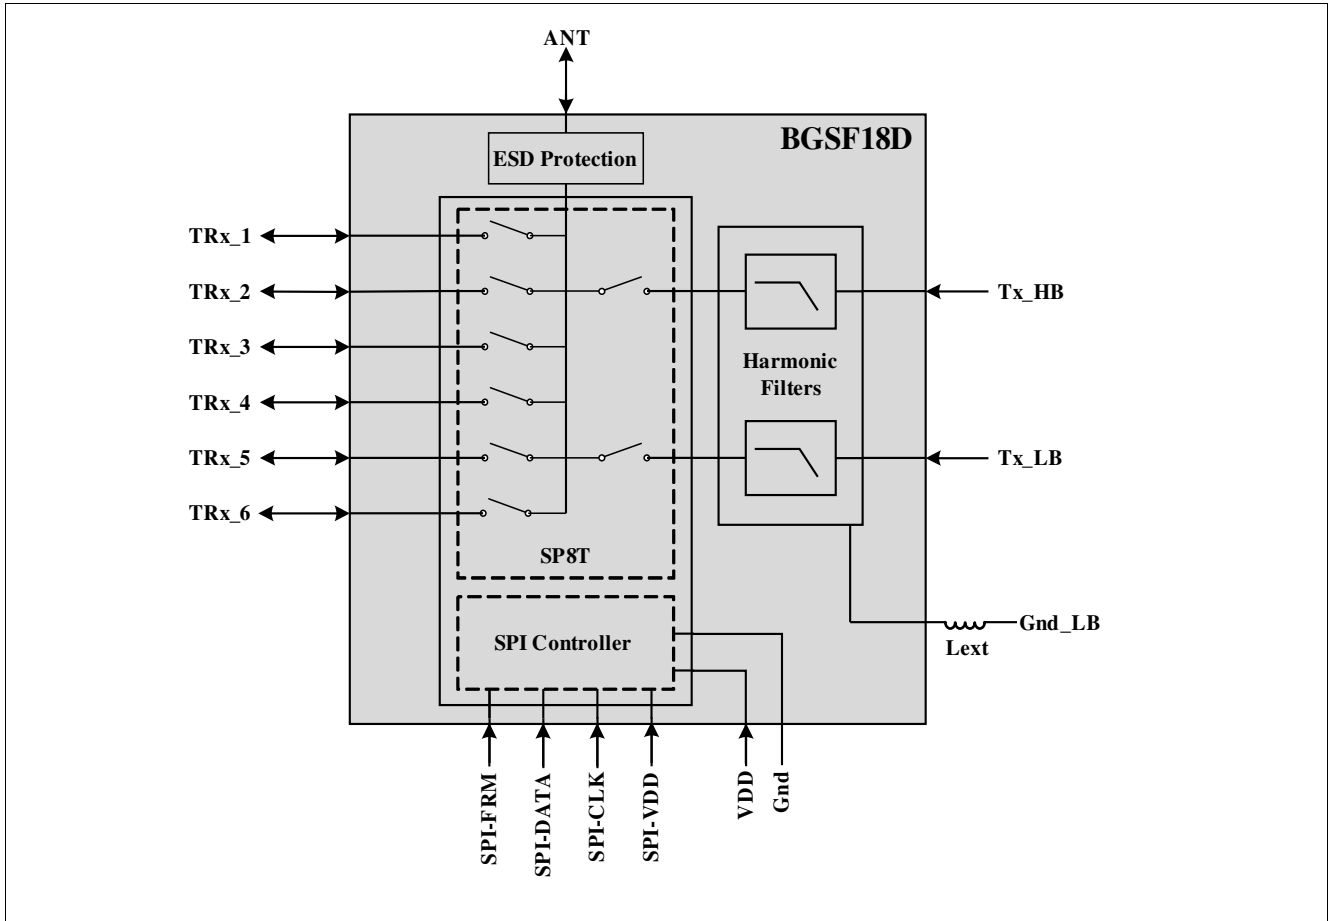 ANT
BGSF18D
ESD Protection
TRx_1
TRx_2
Tx_HB
TRx_3
Harmonic
Filters
TRx_4
TRx_5
Tx_LB
TRx_6
SP8T
Gnd_LB
SPI Controller
Lext
SPI-FRM
SPI-DATA
SPI-CLK
SPI-VDD
VDD
Gnd